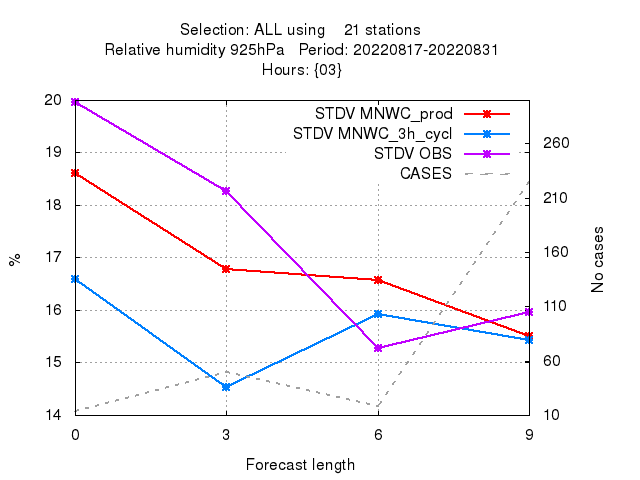 Selection: ALL using    21 stations
Relative humidity 925hPa   Period: 20220817-20220831
Hours: {03}
STDV MNWC_prod
STDV MNWC_3h_cycl
STDV OBS
CASES
20
19
18
17
16
15
14
260
210
160
110
60
10
%
No cases
0 3 6 9
Forecast length